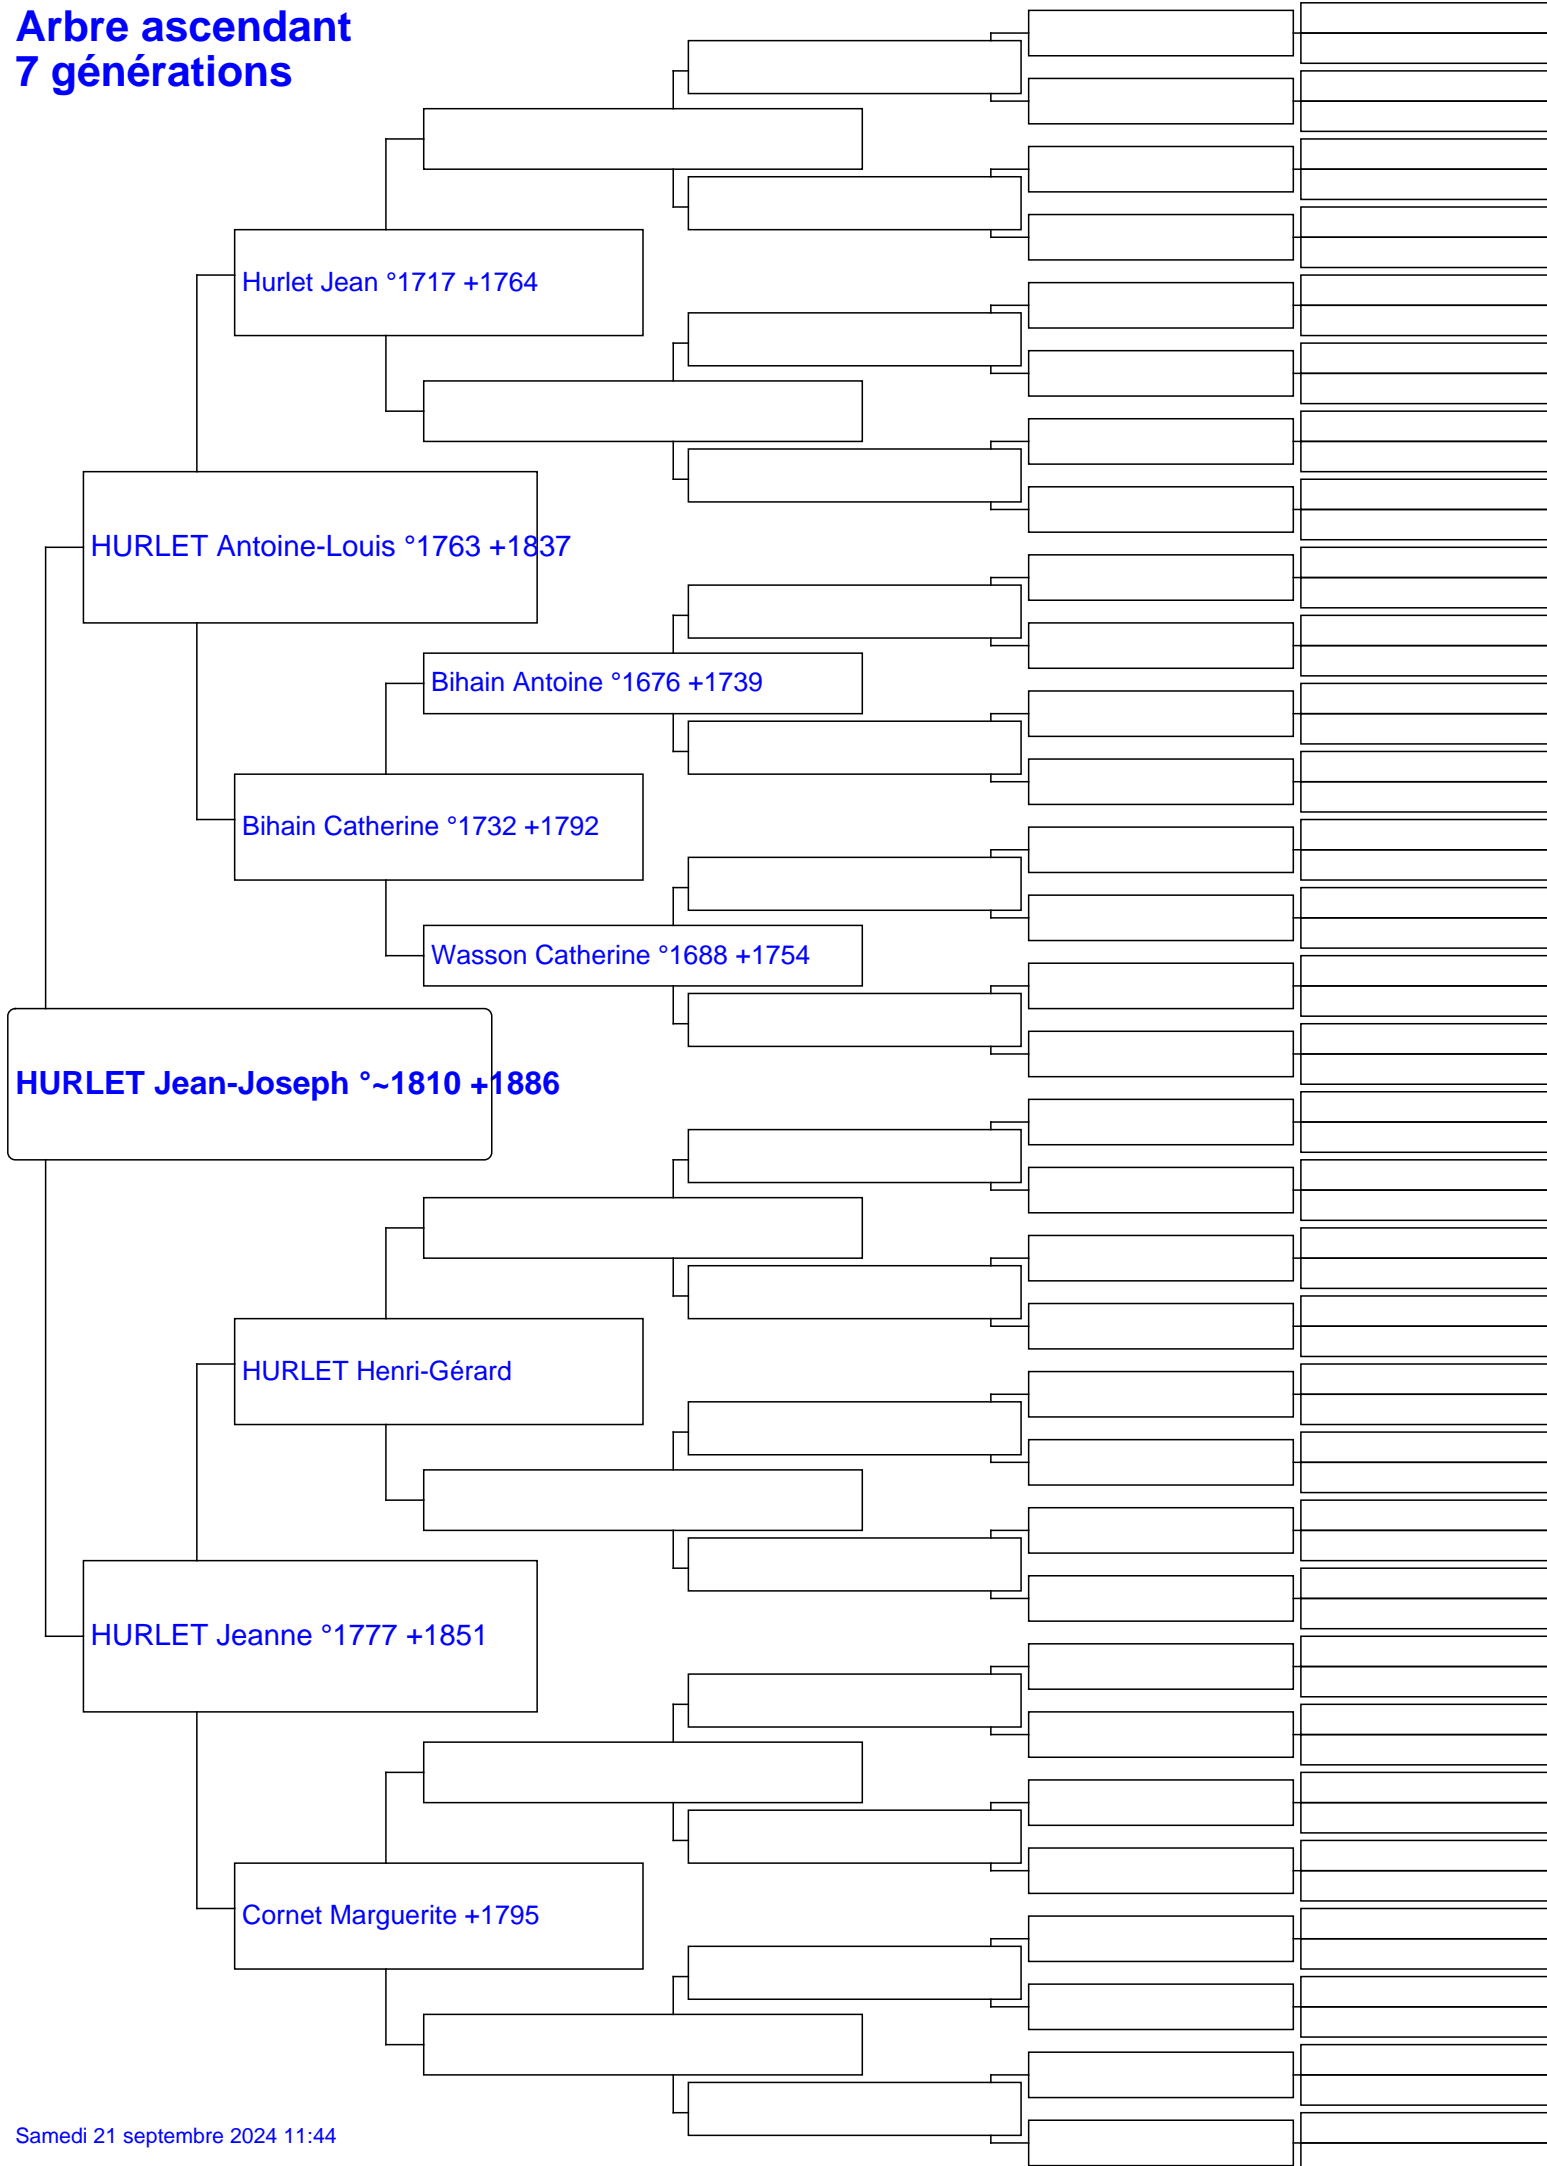 Arbre ascendant
7 générations
Hurlet Jean °1717 +1764
HURLET Antoine-Louis °1763 +1837
Bihain Antoine °1676 +1739
Bihain Catherine °1732 +1792
Wasson Catherine °1688 +1754
HURLET Jean-Joseph °~1810 +1886
HURLET Henri-Gérard
HURLET Jeanne °1777 +1851
Cornet Marguerite +1795
Samedi 21 septembre 2024 11:44